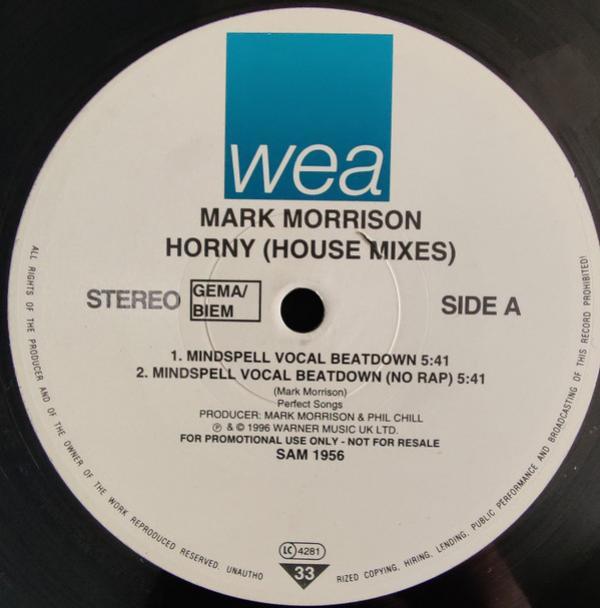 wea
MARK MORRISON
HORNY (HOUSE MIXES)
STEREO
GEMA/
BIEM
SIDE A
1. MINDSPELL VOCAL BEATDOWN 5:41
2. MINDSPELL VOCAL BEATDOWN (NO RAP) 5:41
(Mark Morrison)
Perfect Songs
PRODUCER: MARK MORRISON & PHIL CHILL
℗ & © 1996 WARNER MUSIC UK LTD.
FOR PROMOTIONAL USE ONLY - NOT FOR RESALE
SAM 1956
LC 4281
33
ALL RIGHTS OF THE PRODUCER AND OF THE OWNER OF THE WORK REPRODUCED RESERVED. UNAUTHO
RIZED COPYING, HIRING, LENDING, PUBLIC PERFORMANCE AND BROADCASTING OF THIS RECORD PROHIBITED!